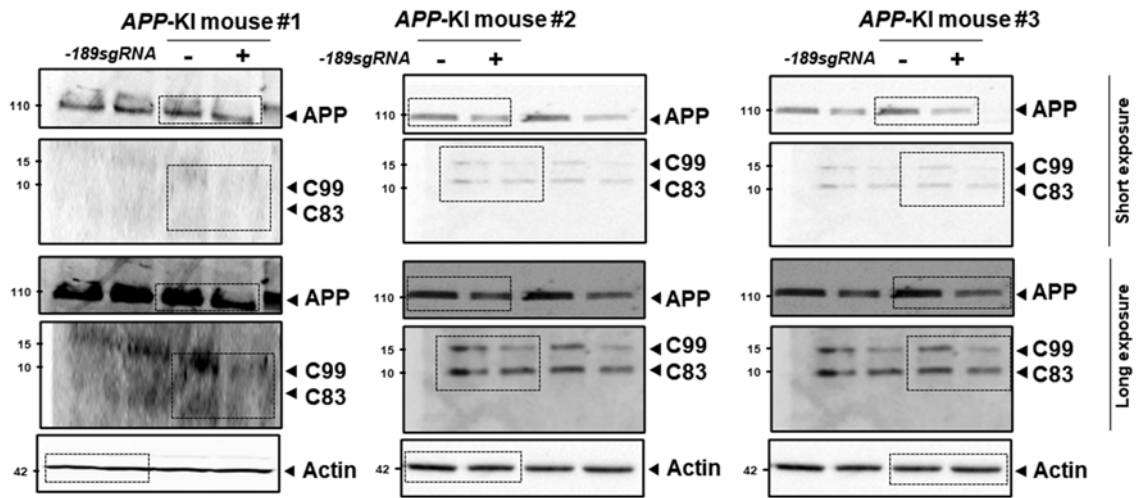 APP-KI mouse #1
-189sgRNA - +
110 APP
15 C99
10 C83
110 APP
15 C99
10 C83
42 Actin
APP-KI mouse #2
-189sgRNA - +
110 APP
15 C99
10 C83
110 APP
15 C99
10 C83
42 Actin
APP-KI mouse #3
-189sgRNA - +
110 APP
15 C99
10 C83
110 APP
15 C99
10 C83
42 Actin
Short exposure
Long exposure